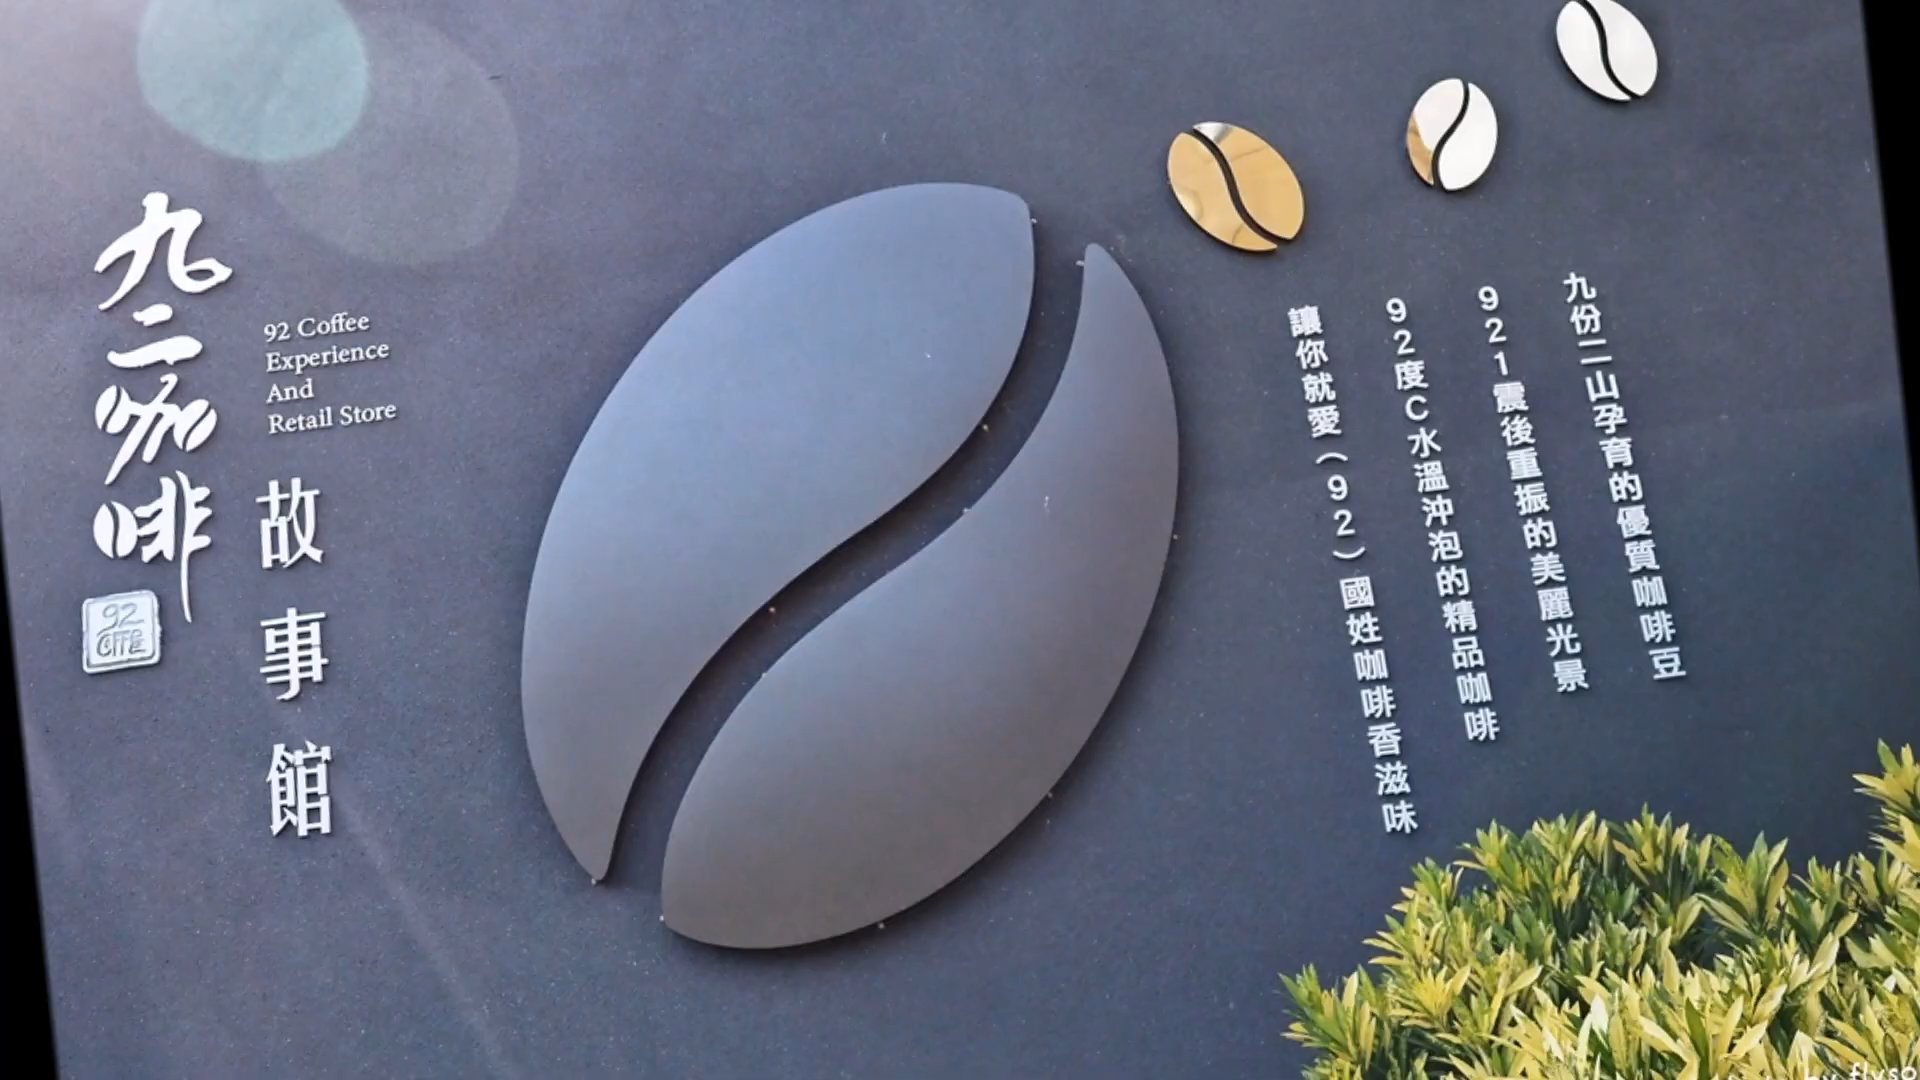 九二咖啡
92 COFFE
92 Coffee
Experience
And
Retail Store
故事館
九份二山孕育的優質咖啡豆
921震後重振的美麗光景
92度C水溫沖泡的精品咖啡
讓你就愛(92)國姓咖啡香滋味